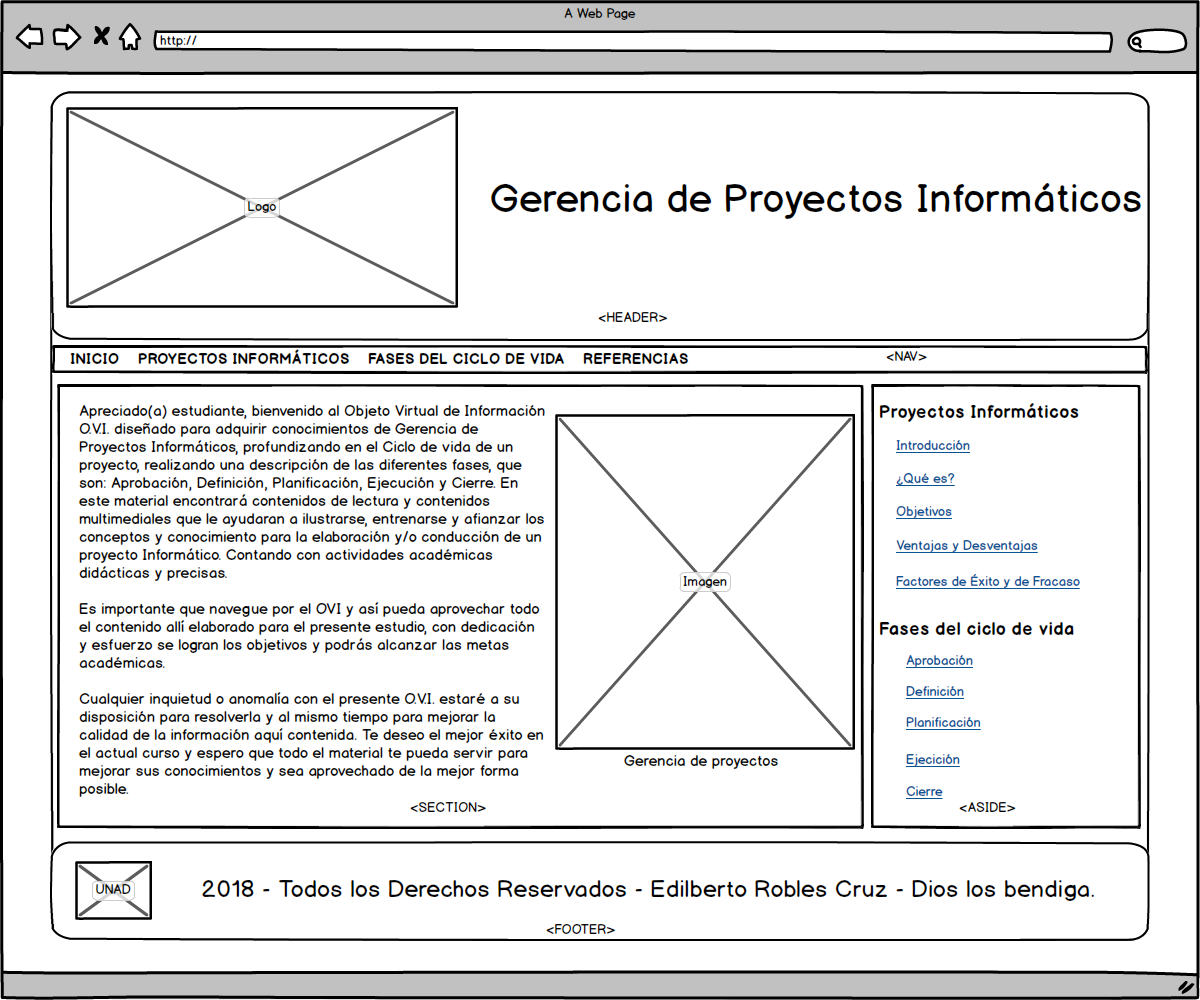 A Web Page
http://
Logo
Gerencia de Proyectos Informáticos
<HEADER>
INICIO PROYECTOS INFORMÁTICOS FASES DEL CICLO DE VIDA REFERENCIAS
<NAV>
Apreciado(a) estudiante, bienvenido al Objeto Virtual de Información
O.V.I. diseñado para adquirir conocimientos de Gerencia de
Proyectos Informáticos, profundizando en el Ciclo de vida de un
proyecto, realizando una descripción de las diferentes fases, que
son: Aprobación, Definición, Planificación, Ejecución y Cierre. En
este material encontrará contenidos de lectura y contenidos
multimediales que le ayudaran a ilustrarse, entrenarse y afianzar los
conceptos y conocimiento para la elaboración y/o conducción de un
proyecto Informático. Contando con actividades académicas
didácticas y precisas.
Es importante que navegue por el OVI y así pueda aprovechar todo
el contenido allí elaborado para el presente estudio, con dedicación
y esfuerzo se logran los objetivos y podrás alcanzar las metas
académicas.
Cualquier inquietud o anomalía con el presente O.V.I. estaré a su
disposición para resolverla y al mismo tiempo para mejorar la
calidad de la información aquí contenida. Te deseo el mejor éxito en
el actual curso y espero que todo el material te pueda servir para
mejorar sus conocimientos y sea aprovechado de la mejor forma
posible.
<SECTION>
Imagen
Gerencia de proyectos
Proyectos Informáticos
Introducción
¿Qué es?
Objetivos
Ventajas y Desventajas
Factores de Éxito y de Fracaso
Fases del ciclo de vida
Aprobación
Definición
Planificación
Ejecición
Cierre
<ASIDE>
UNAD
2018 - Todos los Derechos Reservados - Edilberto Robles Cruz - Dios los bendiga.
<FOOTER>